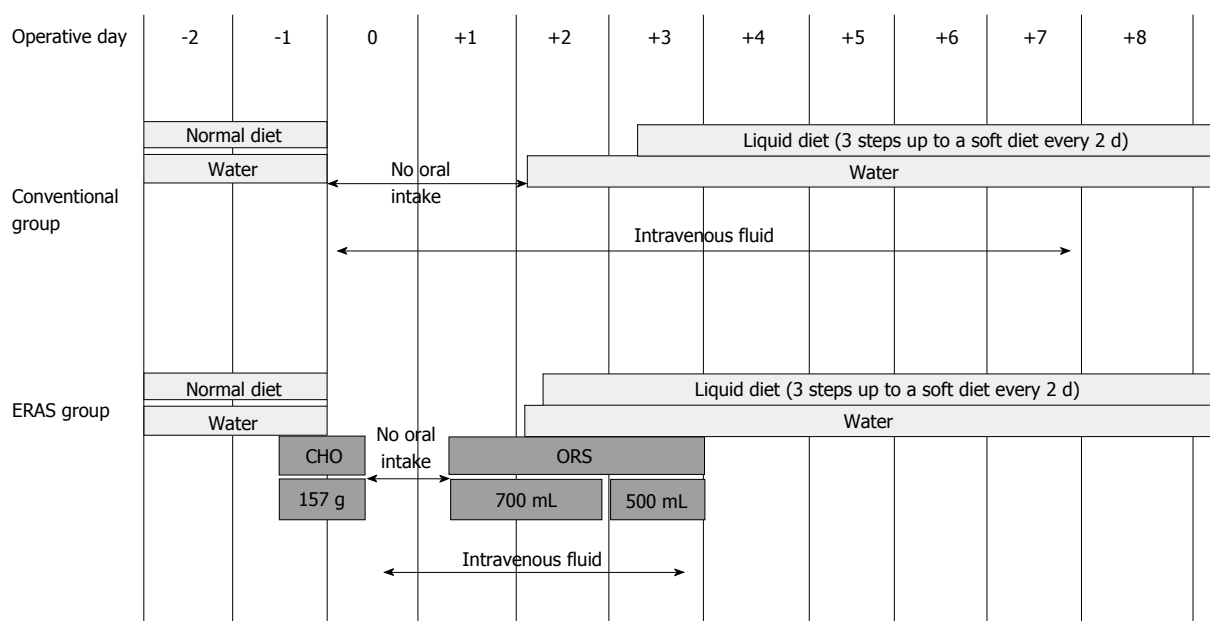 Operative day -2 -1 0 +1 +2 +3 +4 +5 +6 +7 +8
Normal diet
Liquid diet (3 steps up to a soft diet every 2 d)
Water
No oral
intake
Water
Conventional
group
Intravenous fluid
Normal diet
Liquid diet (3 steps up to a soft diet every 2 d)
ERAS group
Water
Water
No oral
intake
CHO
ORS
157 g
700 mL
500 mL
Intravenous fluid